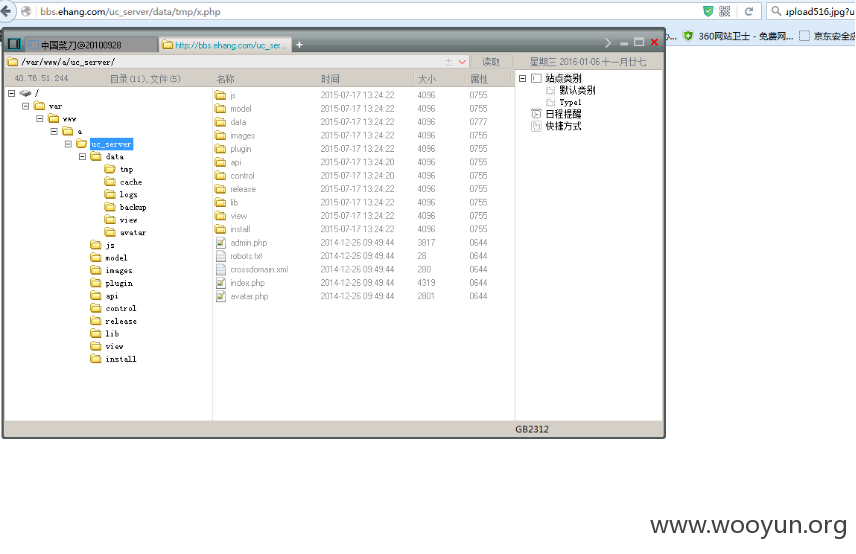 bbs.ehang.com/uc_server/data/tmp/x.php
upload516.jpg?u
360网站卫士 - 免费网...
京东安全应
中国菜刀@20100928
http://bbs.ehang.com/uc_ser...
+
/var/www/a/uc_server/
读取
星期三 2016-01-06 十一月廿七
40.76.51.244
目录(11),文件(5)
名称 时间 大小 属性
/
var
www
a
uc_server
data
tmp
cache
logs
backup
view
avatar
js
model
images
plugin
api
control
release
lib
view
install
js 2015-07-17 13:24:22 4096 0755
model 2015-07-17 13:24:22 4096 0755
data 2015-07-17 13:24:22 4096 0777
images 2015-07-17 13:24:22 4096 0755
plugin 2015-07-17 13:24:22 4096 0755
api 2015-07-17 13:24:20 4096 0755
control 2015-07-17 13:24:20 4096 0755
release 2015-07-17 13:24:22 4096 0755
lib 2015-07-17 13:24:22 4096 0755
view 2015-07-17 13:24:22 4096 0755
install 2015-07-17 13:24:22 4096 0755
admin.php 2014-12-26 09:49:44 3817 0644
robots.txt 2014-12-26 09:49:44 28 0644
crossdomain.xml 2014-12-26 09:49:44 280 0644
index.php 2014-12-26 09:49:44 4319 0644
avatar.php 2014-12-26 09:49:44 2801 0644
站点类别
默认类别
Type1
日程提醒
快捷方式
GB2312
www.wooyun.org